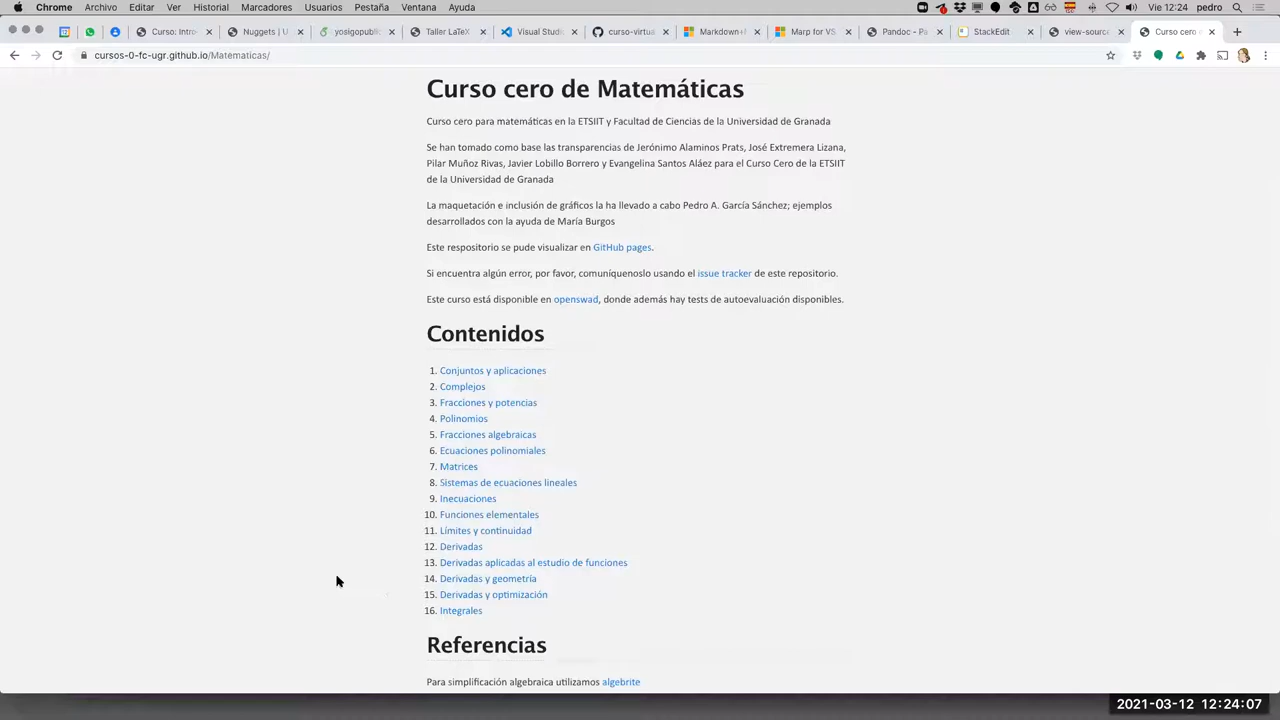 Chrome Archivo Editar Ver Historial Marcadores Usuarios Pestaña Ventana Ayuda Vie 12:24 pedro
Curso: Intro Nuggets | U yosigopubli Taller LaTeX Visual Studi curso-virtua Markdown+ Marp for VS Pandoc - Pa StackEdit view-source Curso cero
cursos-0-fc-ugr.github.io/Matematicas/
Curso cero de Matemáticas
Curso cero para matemáticas en la ETSIIT y Facultad de Ciencias de la Universidad de Granada
Se han tomado como base las transparencias de Jerónimo Alaminos Prats, José Extremera Lizana,
Pilar Muñoz Rivas, Javier Lobillo Borrero y Evangelina Santos Aláez para el Curso Cero de la ETSIIT
de la Universidad de Granada
La maquetación e inclusión de gráficos la ha llevado a cabo Pedro A. García Sánchez; ejemplos
desarrollados con la ayuda de María Burgos
Este respositorio se pude visualizar en GitHub pages.
Si encuentra algún error, por favor, comuníquenoslo usando el issue tracker de este repositorio.
Este curso está disponible en openswad, donde además hay tests de autoevaluación disponibles.
Contenidos
1. Conjuntos y aplicaciones
2. Complejos
3. Fracciones y potencias
4. Polinomios
5. Fracciones algebraicas
6. Ecuaciones polinomiales
7. Matrices
8. Sistemas de ecuaciones lineales
9. Inecuaciones
10. Funciones elementales
11. Límites y continuidad
12. Derivadas
13. Derivadas aplicadas al estudio de funciones
14. Derivadas y geometría
15. Derivadas y optimización
16. Integrales
Referencias
Para simplificación algebraica utilizamos algebrite
2021-03-12 12:24:07